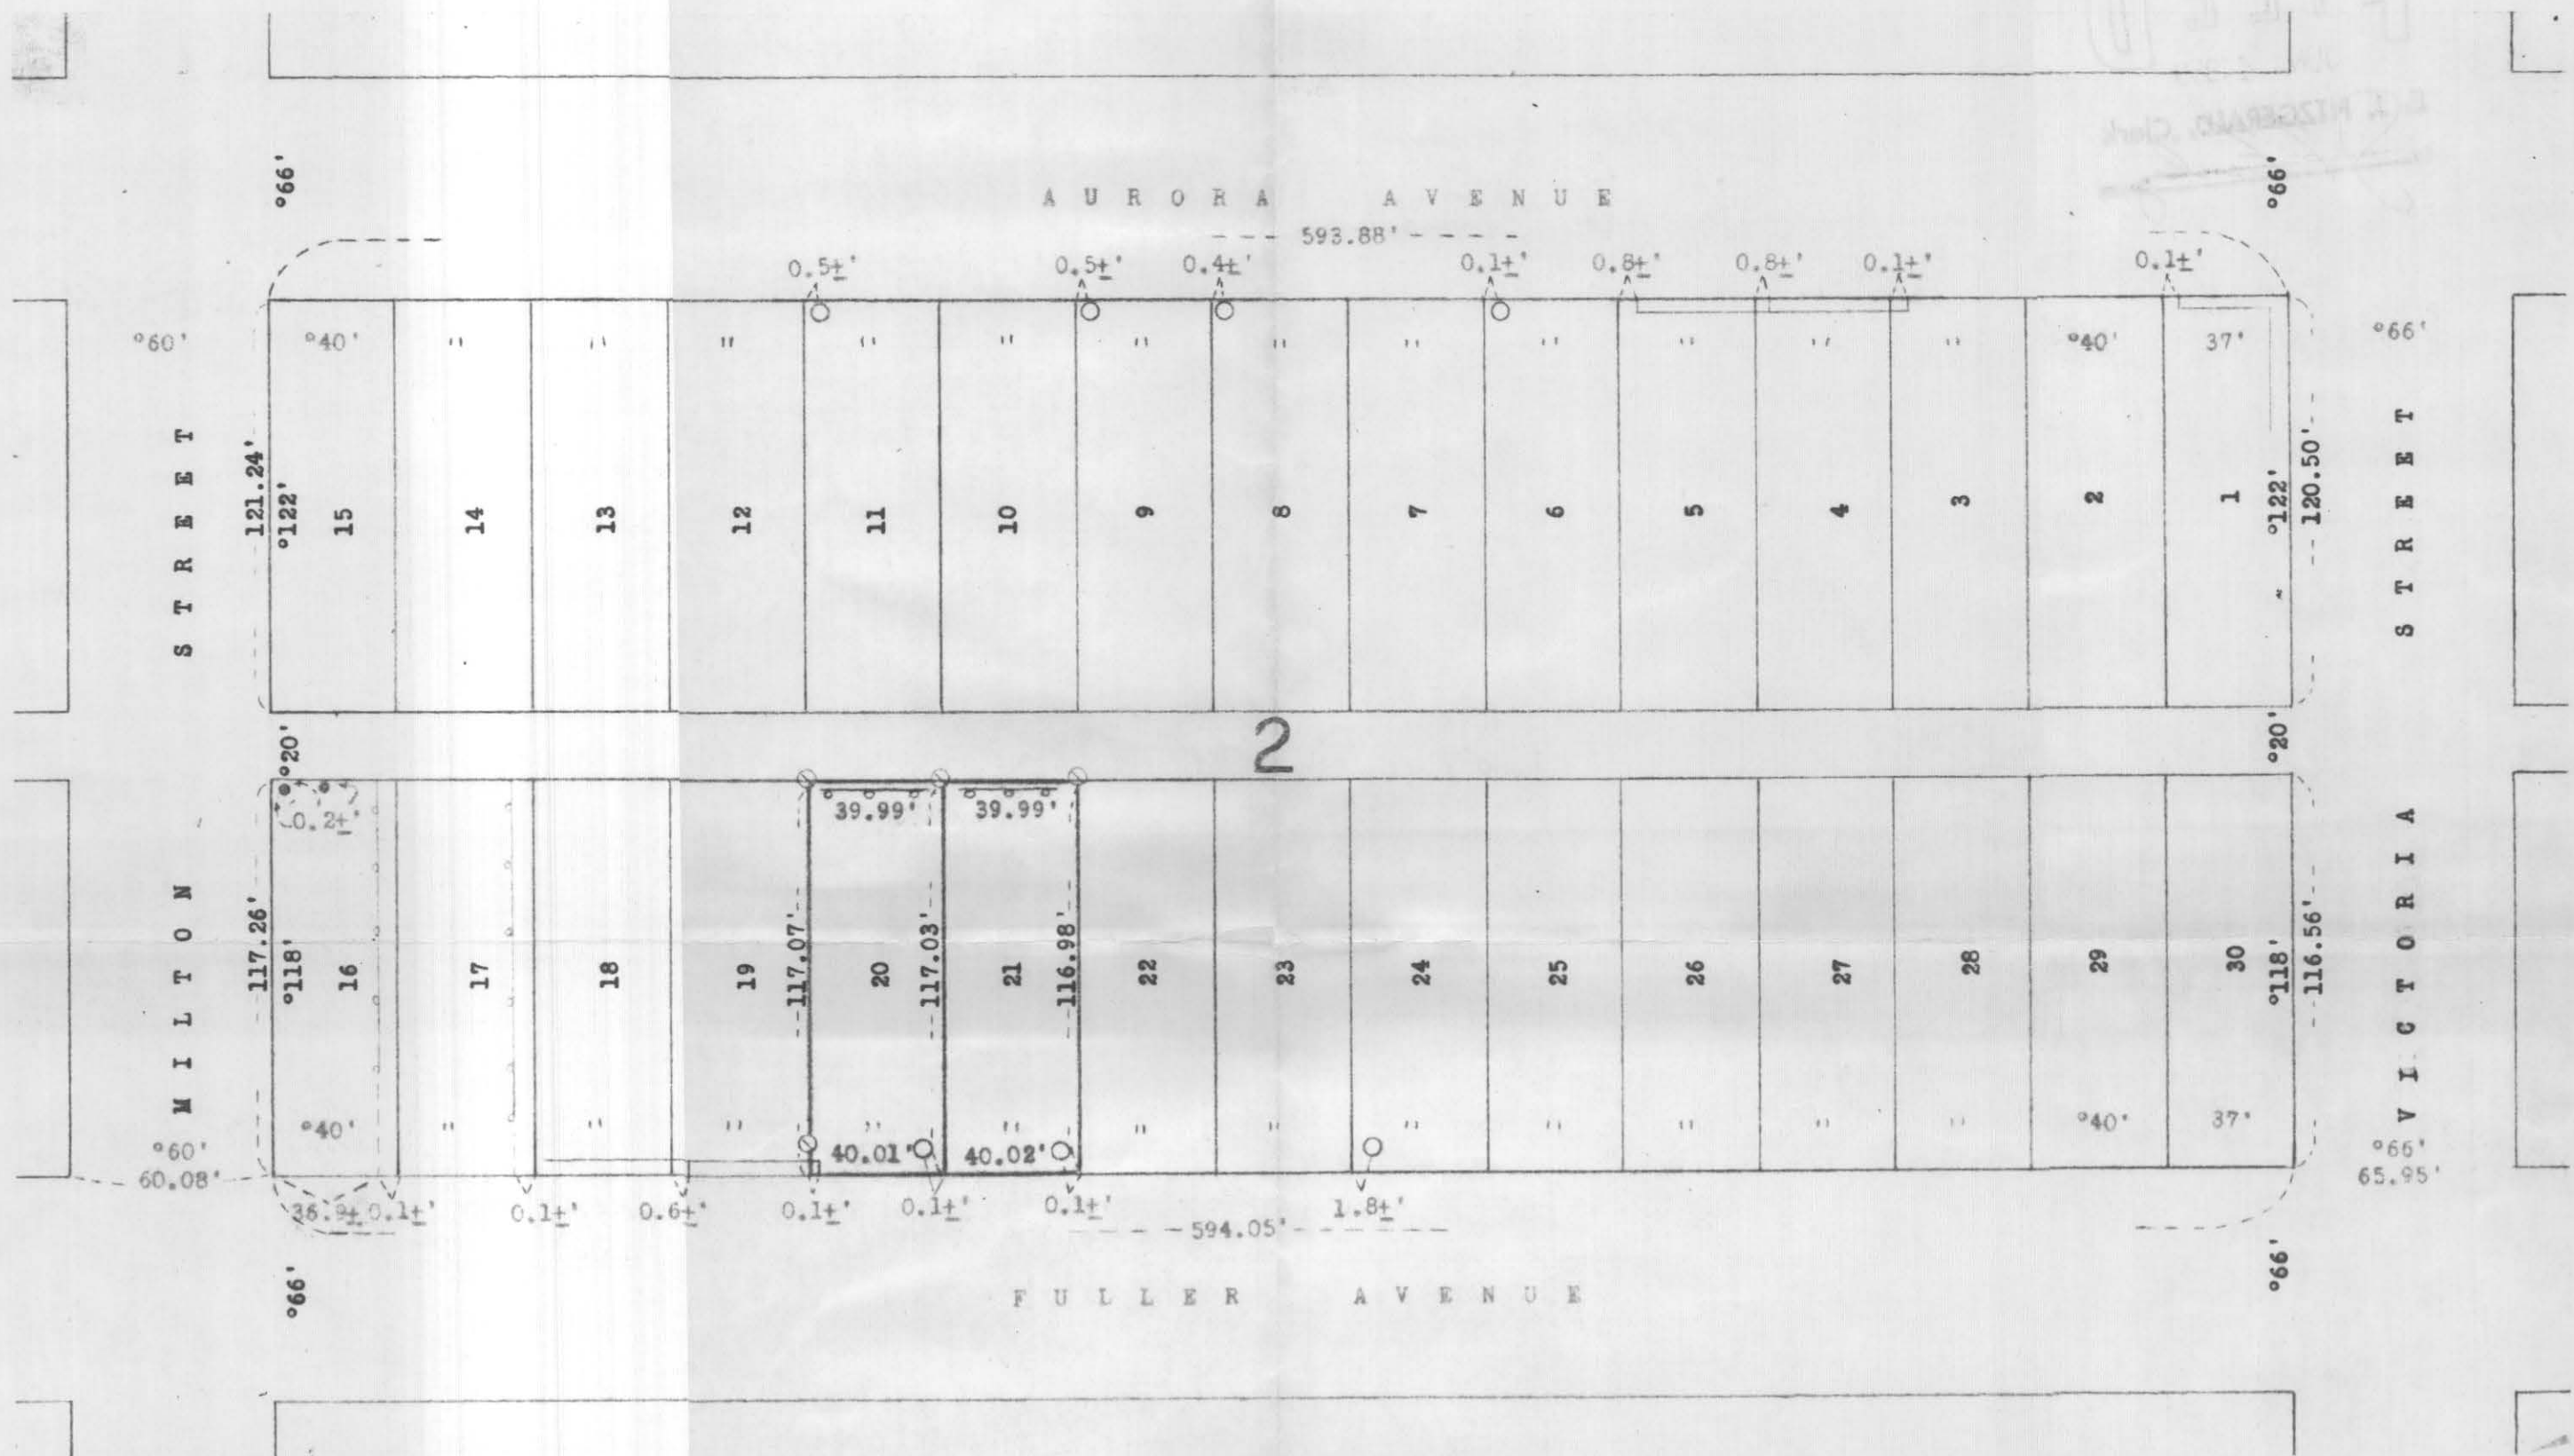 °66'
°66'
AURORA AVENUE
--- 593.88' ----
0.5±' 0.5±' 0.4±' 0.1±' 0.8±' 0.8±' 0.1±' 0.1±'
°60' °40' " " " " " " " " " " " " °40' 37' °66'
STREET
121.24'
°122'
15 14 13 12 11 10 9 8 7 6 5 4 3 2 1
°122'
120.50'
STREET
°20'
2
°20'
0.2±'
39.99' 39.99'
MILTON
117.26'
°118'
16 17 18 19
117.07'
20
117.03'
21
116.98'
22 23 24 25 26 27 28 29 30
°118'
116.56'
VICTORIA
°40' " " " " " " " " " " " " °40' 37'
°60' 40.01' 40.02' °66'
60.08' 65.95'
36.9± 0.1±' 0.1±' 0.6±' 0.1±' 0.1±' 0.1±' 1.8±'
--- 594.05' ----
°66'
°66'
FULLER AVENUE